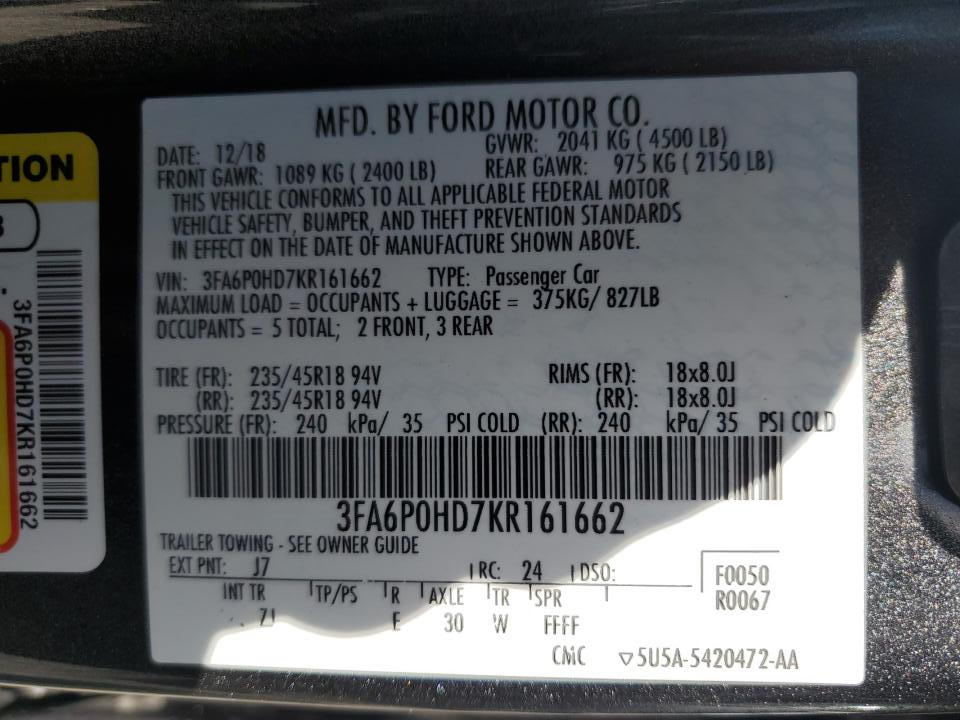 MFD. BY FORD MOTOR CO.
DATE: 12/18 GVWR: 2041 KG ( 4500 LB)
FRONT GAWR: 1089 KG ( 2400 LB) REAR GAWR: 975 KG ( 2150 LB)
THIS VEHICLE CONFORMS TO ALL APPLICABLE FEDERAL MOTOR
VEHICLE SAFETY, BUMPER, AND THEFT PREVENTION STANDARDS
IN EFFECT ON THE DATE OF MANUFACTURE SHOWN ABOVE.
VIN: 3FA6P0HD7KR161662 TYPE: Passenger Car
MAXIMUM LOAD = OCCUPANTS + LUGGAGE = 375KG/ 827LB
OCCUPANTS = 5 TOTAL; 2 FRONT, 3 REAR
TIRE (FR): 235/45R18 94V RIMS (FR): 18x8.0J
(RR): 235/45R18 94V (RR): 18x8.0J
PRESSURE (FR): 240 kPa/ 35 PSI COLD (RR): 240 kPa/ 35 PSI COLD
3FA6P0HD7KR161662
TRAILER TOWING - SEE OWNER GUIDE
EXT PNT: J7 RC: 24 DSO:
F0050
R0067
INT TR TP/PS R AXLE TR SPR
E 30 W FFFF
CMC ▽5U5A-5420472-AA
TION
3FA6P0HD7KR161662